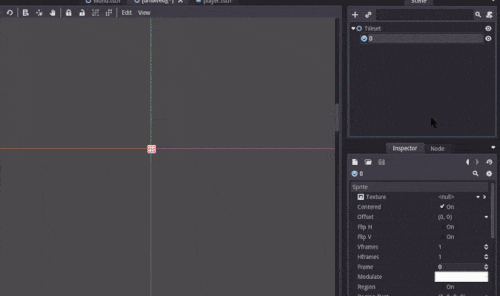 World.tscn
[unsaved](*)
player.tscn
Scene
Edit View
Tileset
0
Inspector Node
0
Sprite
Texture <null>
Centered On
Offset (0, 0)
Flip H On
Flip V On
Vframes 1
Hframes 1
Frame 0
Modulate
Region On